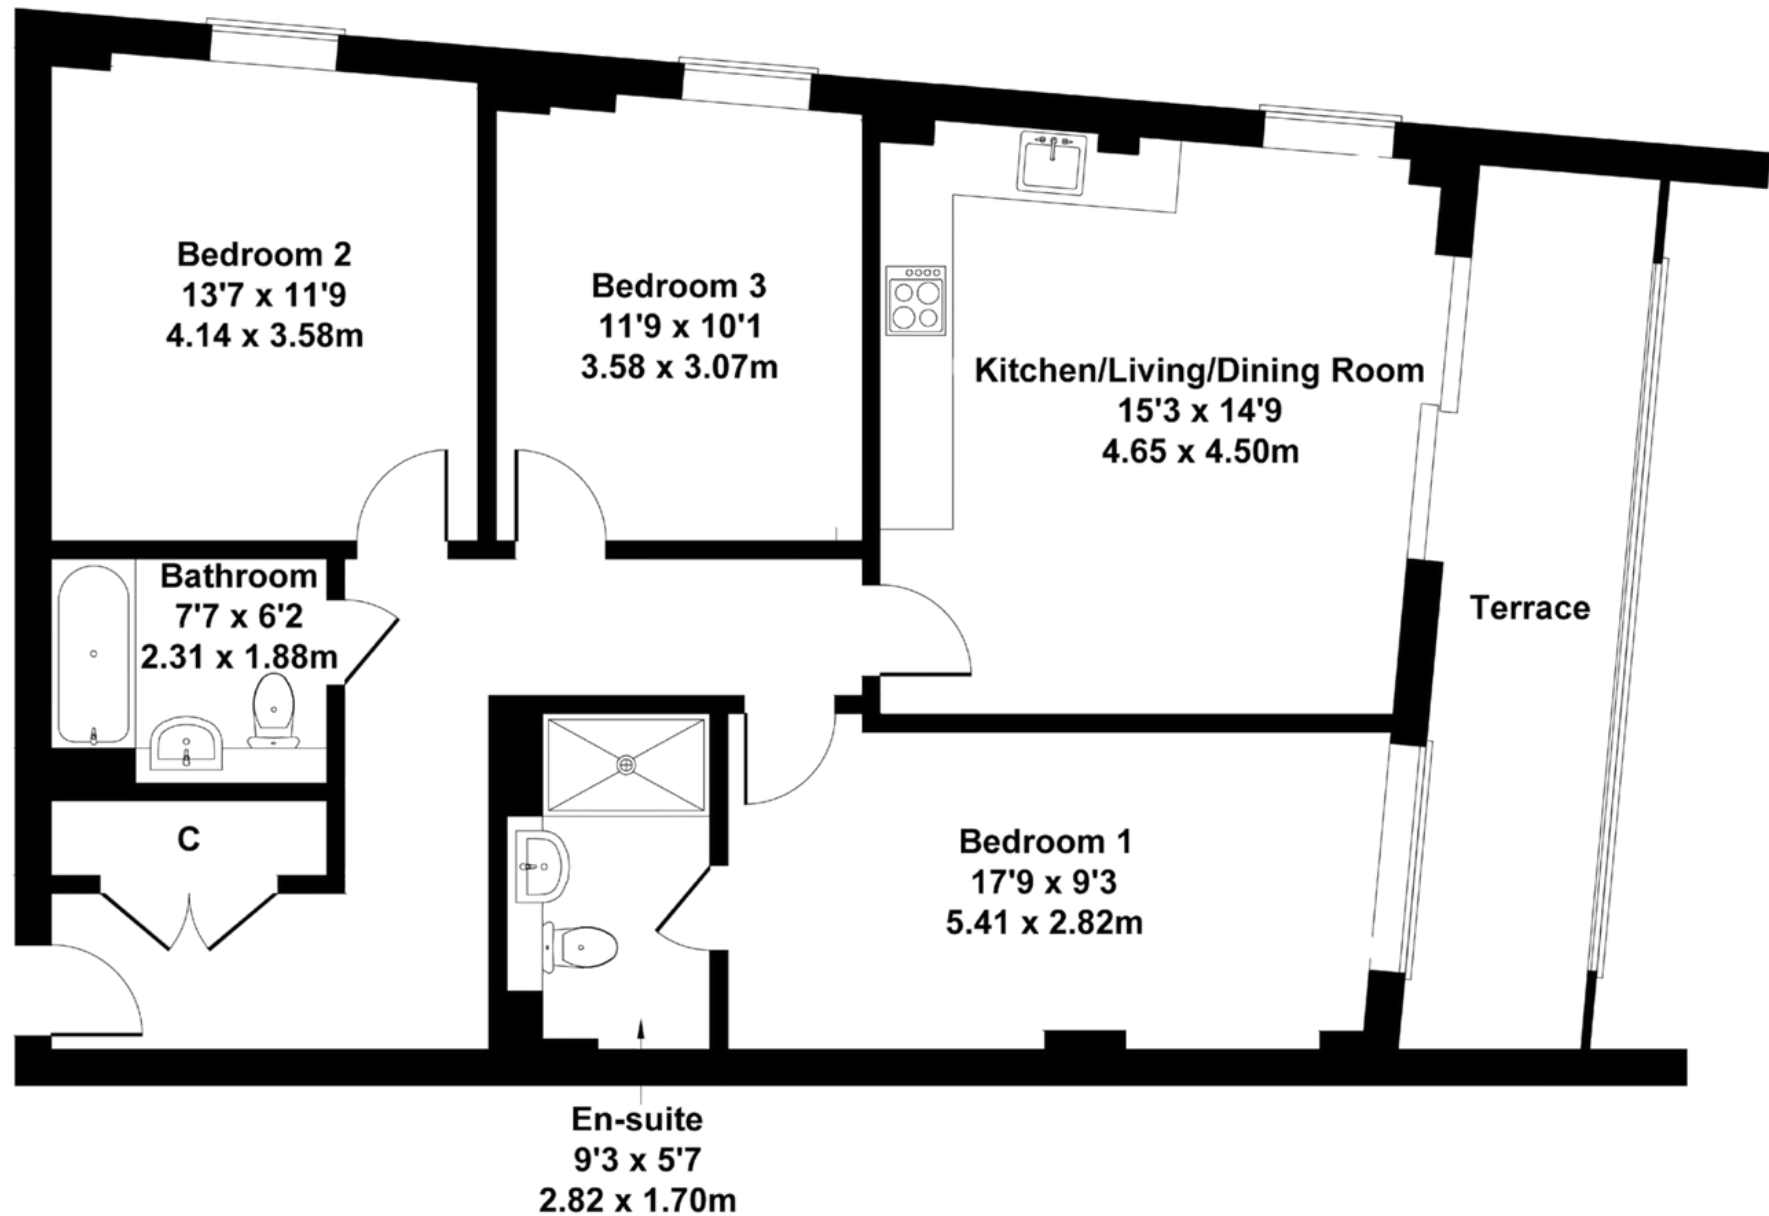 Bedroom 2
13'7 x 11'9
4.14 x 3.58m
Bedroom 3
11'9 x 10'1
3.58 x 3.07m
Kitchen/Living/Dining Room
15'3 x 14'9
4.65 x 4.50m
Bathroom
7'7 x 6'2
2.31 x 1.88m
Terrace
C
Bedroom 1
17'9 x 9'3
5.41 x 2.82m
En-suite
9'3 x 5'7
2.82 x 1.70m